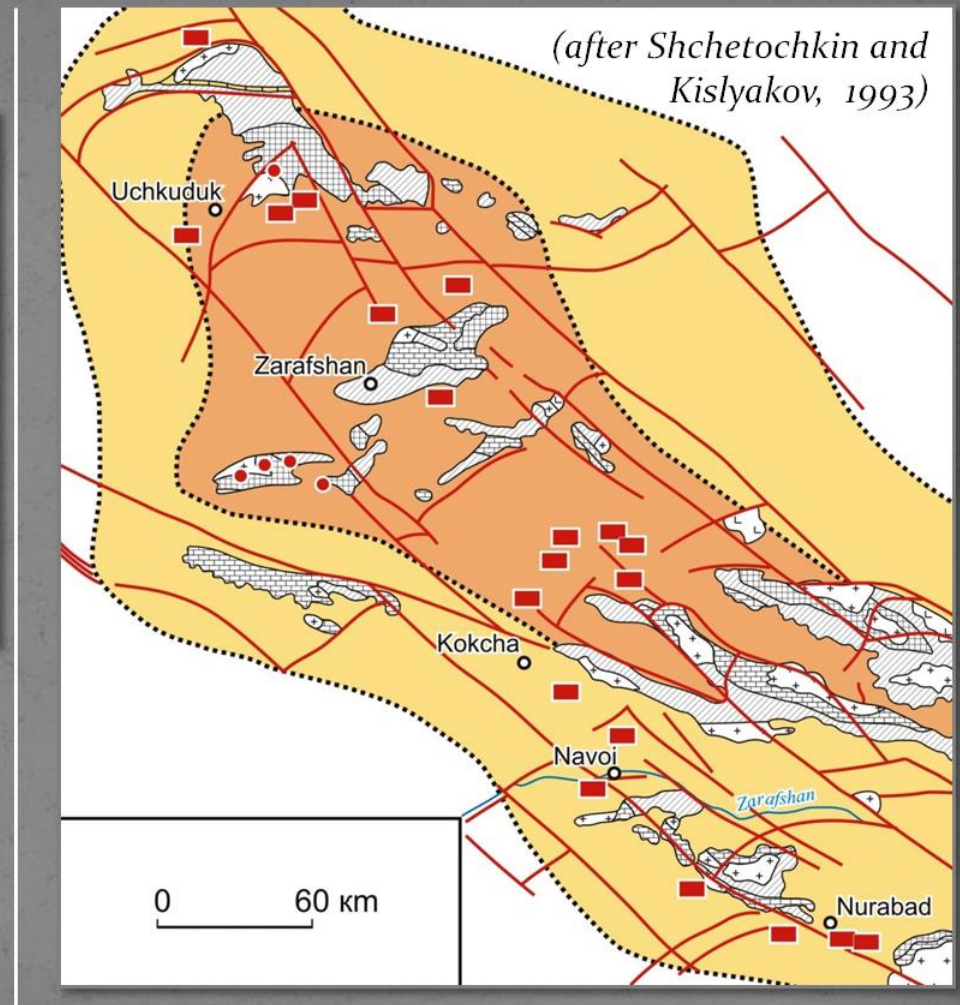 (after Shchetochkin and
Kislyakov, 1993)
Uchkuduk
Zarafshan
Kokcha
Navoi
Zarafshan
0 60 км
Nurabad